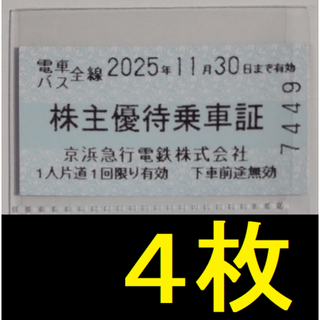 電車
バス全線 2025年11月30日まで有効
株主優待乗車証
京浜急行電鉄株式会社
1人片道1回限り有効 下車前途無効
7449
4枚